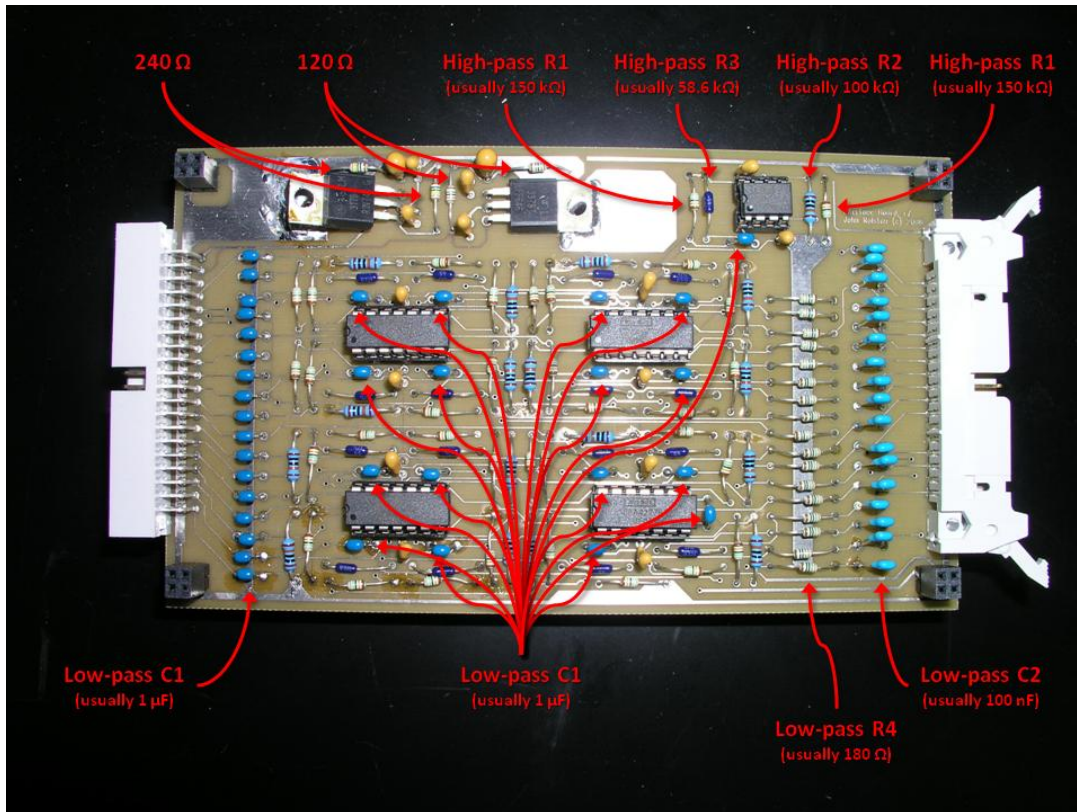 240 Ω
120 Ω
High-pass R1
(usually 150 kΩ)
High-pass R3
(usually 58.6 kΩ)
High-pass R2
(usually 100 kΩ)
High-pass R1
(usually 150 kΩ)
Low-pass C1
(usually 1 µF)
Low-pass C1
(usually 1 µF)
Low-pass R4
(usually 180 Ω)
Low-pass C2
(usually 100 nF)